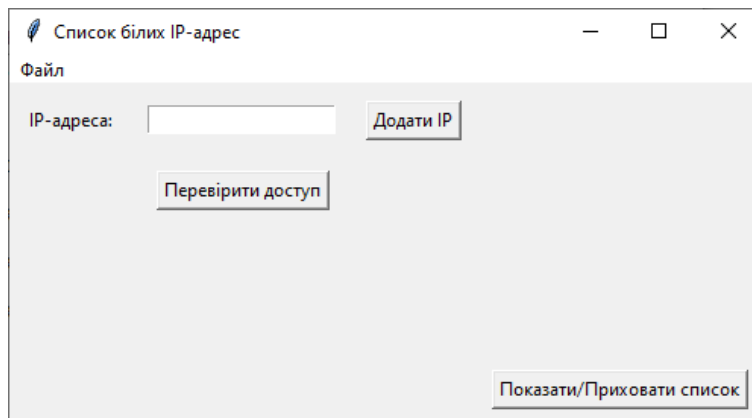 Список білих IP-адрес
Файл
IP-адреса:
Додати IP
Перевірити доступ
Показати/Приховати список